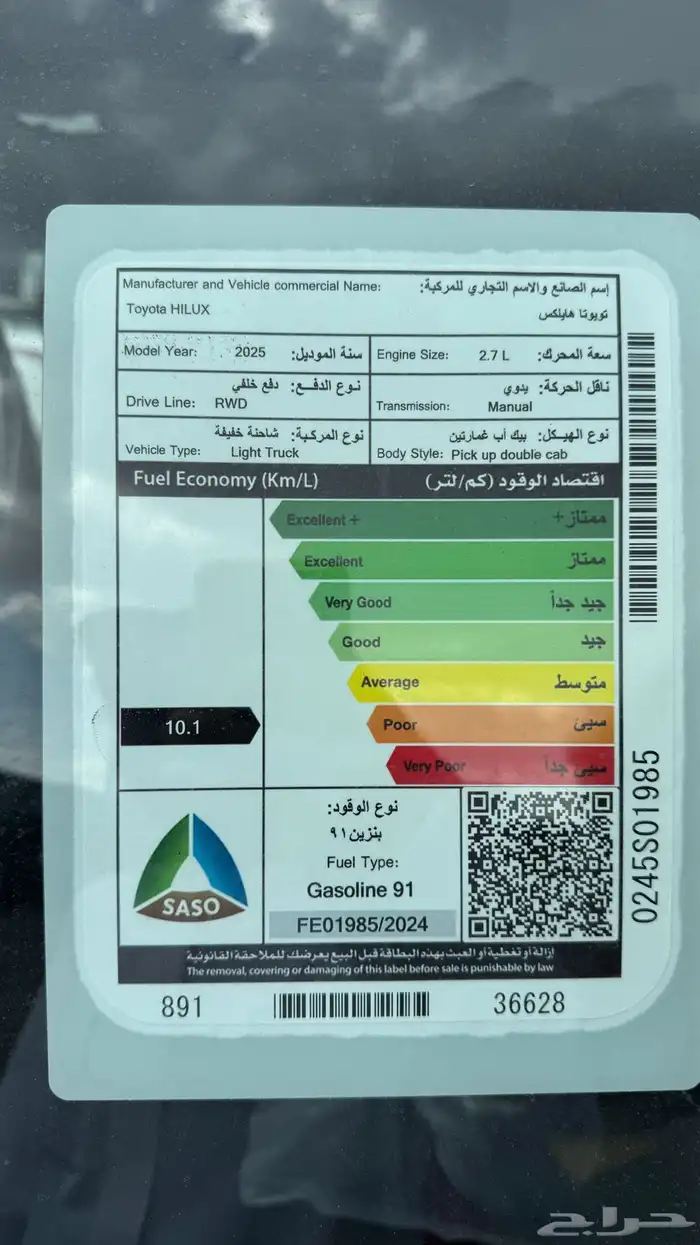 Manufacturer and Vehicle commercial Name: إسم الصانع والاسم التجاري للمركبة:
Toyota HILUX تويوتا هايلكس
Model Year: 2025 سنة الموديل: Engine Size: 2.7 L سعة المحرك:
نوع الدفع: دفع خلفي ناقل الحركة: يدوي
Drive Line: RWD Transmission: Manual
نوع المركبة: شاحنة خفيفة نوع الهيكل: بيك أب غمارتين
Vehicle Type: Light Truck Body Style: Pick up double cab
Fuel Economy (Km/L) اقتصاد الوقود (كم/لتر)
Excellent + ممتاز+
Excellent ممتاز
Very Good جيد جداً
Good جيد
Average متوسط
10.1 Poor سيئ
Very Poor سيئ جداً
نوع الوقود:
بنزين ٩١
Fuel Type:
Gasoline 91
FE01985/2024
SASO
0245S01985
إزالة أو تغطية أو العبث بهذه البطاقة قبل البيع يعرضك للملاحقة القانونية
The removal, covering or damaging of this label before sale is punishable by law
891 36628
حراج